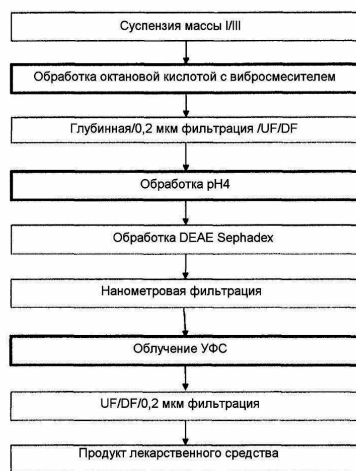 Суспензия массы I/III
Обработка октановой кислотой с вибросмесителем
Глубинная/0,2 мкм фильтрация /UF/DF
Обработка pH4
Обработка DEAE Sephadex
Нанометровая фильтрация
Облучение УФС
UF/DF/0,2 мкм фильтрация
Продукт лекарственного средства